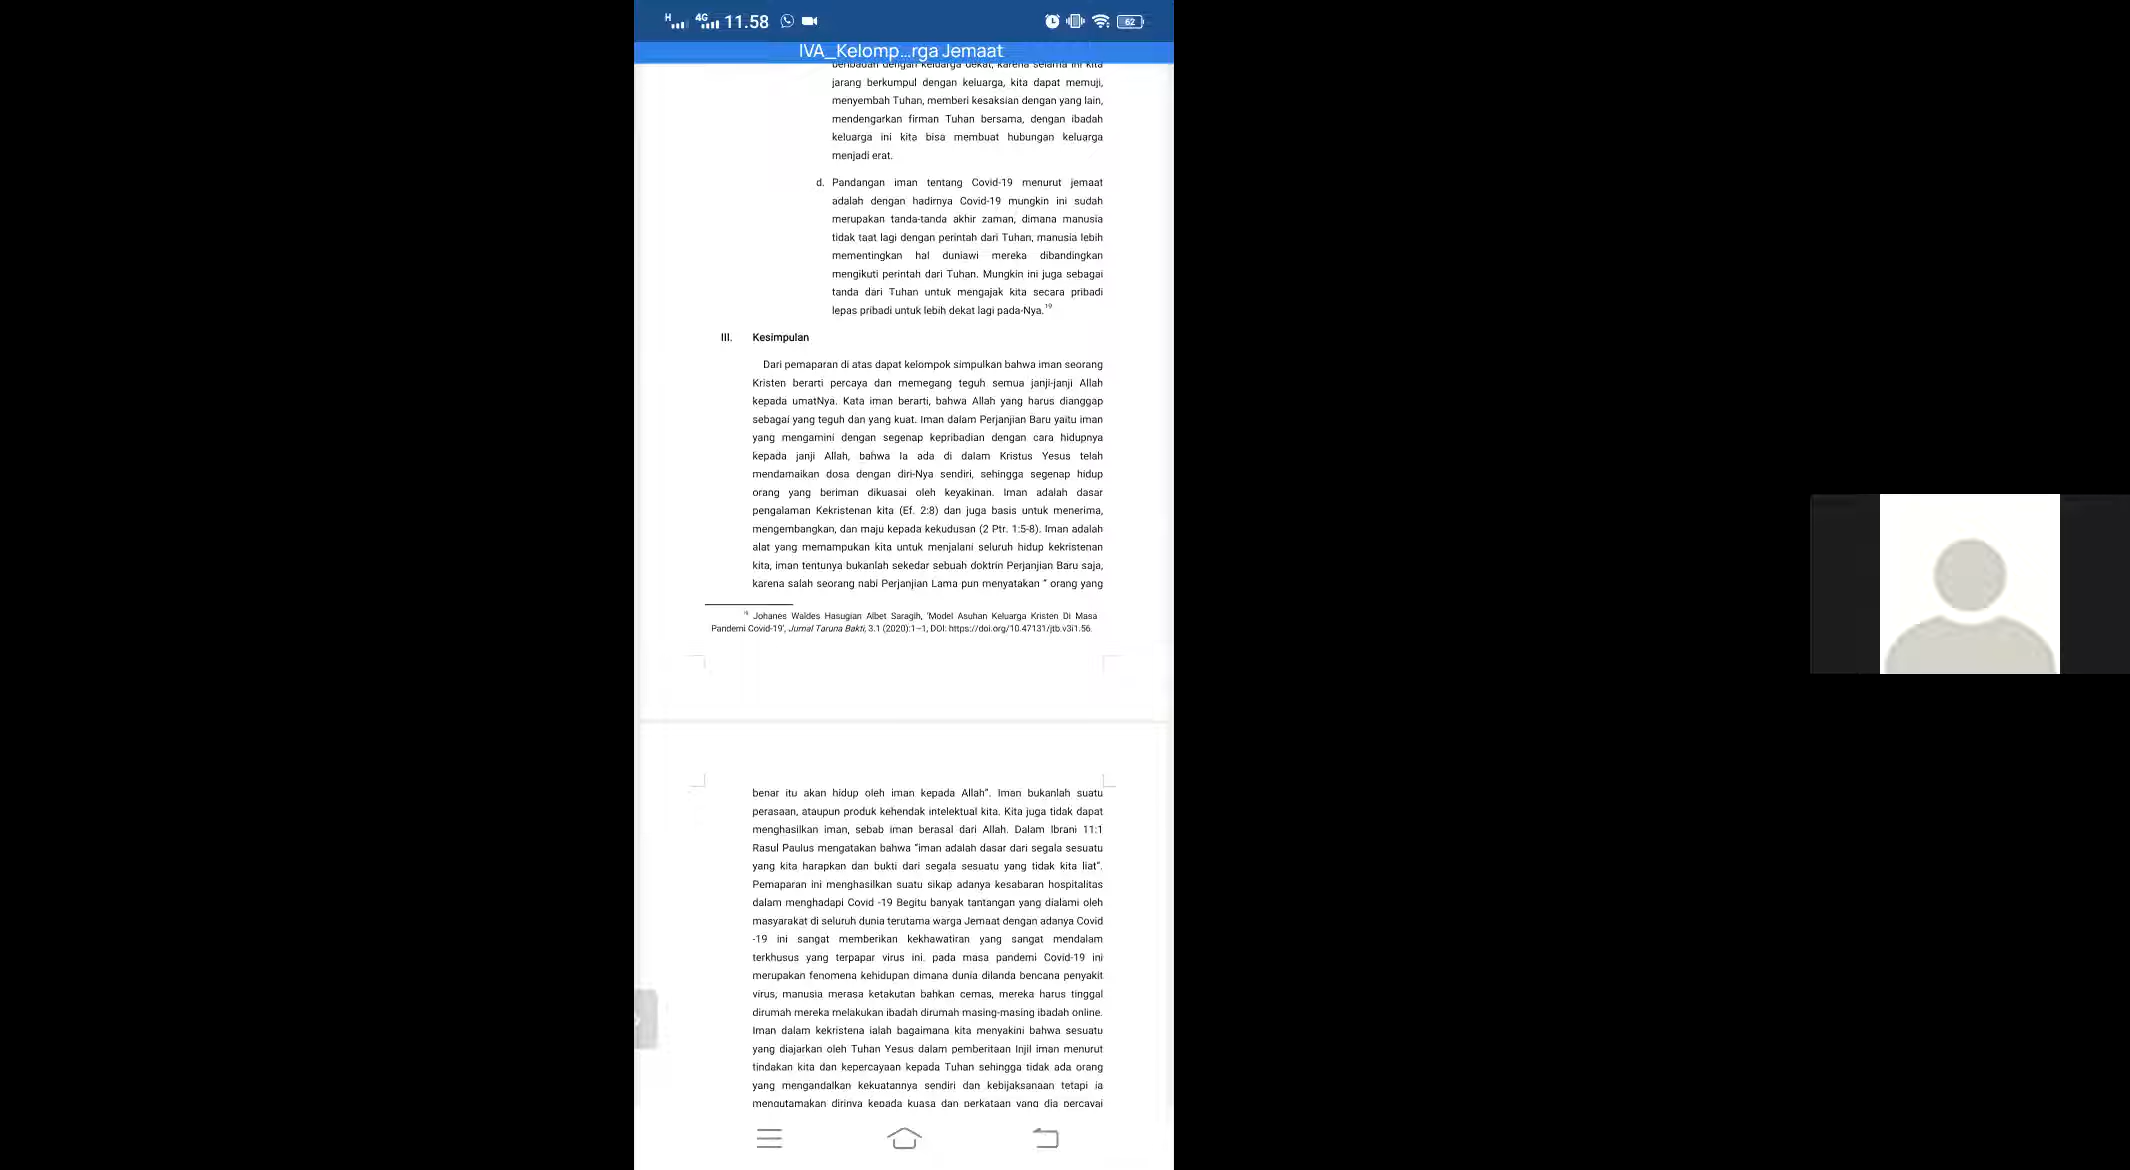 H 4G 11.58 62
IVA_Kelomp...rga Jemaat
beribadah dengan keluarga dekat, karena selama ini kita
jarang berkumpul dengan keluarga, kita dapat memuji,
menyembah Tuhan, memberi kesaksian dengan yang lain,
mendengarkan firman Tuhan bersama, dengan ibadah
keluarga ini kita bisa membuat hubungan keluarga
menjadi erat.
d. Pandangan iman tentang Covid-19 menurut jemaat
adalah dengan hadirnya Covid-19 mungkin ini sudah
merupakan tanda-tanda akhir zaman, dimana manusia
tidak taat lagi dengan perintah dari Tuhan, manusia lebih
mementingkan hal duniawi mereka dibandingkan
mengikuti perintah dari Tuhan. Mungkin ini juga sebagai
tanda dari Tuhan untuk mengajak kita secara pribadi
lepas pribadi untuk lebih dekat lagi pada-Nya.19
III. Kesimpulan
Dari pemaparan di atas dapat kelompok simpulkan bahwa iman seorang
Kristen berarti percaya dan memegang teguh semua janji-janji Allah
kepada umatNya. Kata iman berarti, bahwa Allah yang harus dianggap
sebagai yang teguh dan yang kuat. Iman dalam Perjanjian Baru yaitu iman
yang mengamini dengan segenap kepribadian dengan cara hidupnya
kepada janji Allah, bahwa Ia ada di dalam Kristus Yesus telah
mendamaikan dosa dengan diri-Nya sendiri, sehingga segenap hidup
orang yang beriman dikuasai oleh keyakinan. Iman adalah dasar
pengalaman Kekristenan kita (Ef. 2:8) dan juga basis untuk menerima,
mengembangkan, dan maju kepada kekudusan (2 Ptr. 1:5-8). Iman adalah
alat yang memampukan kita untuk menjalani seluruh hidup kekristenan
kita, iman tentunya bukanlah sekedar sebuah doktrin Perjanjian Baru saja,
karena salah seorang nabi Perjanjian Lama pun menyatakan " orang yang
19 Johanes Waldes Hasugian Albet Saragih, 'Model Asuhan Keluarga Kristen Di Masa
Pandemi Covid-19', Jurnal Taruna Bakti, 3.1 (2020):1–1, DOI: https://doi.org/10.47131/jtb.v3i1.56.
benar itu akan hidup oleh iman kepada Allah". Iman bukanlah suatu
perasaan, ataupun produk kehendak intelektual kita. Kita juga tidak dapat
menghasilkan iman, sebab iman berasal dari Allah. Dalam Ibrani 11:1
Rasul Paulus mengatakan bahwa "iman adalah dasar dari segala sesuatu
yang kita harapkan dan bukti dari segala sesuatu yang tidak kita liat".
Pemaparan ini menghasilkan suatu sikap adanya kesabaran hospitalitas
dalam menghadapi Covid -19 Begitu banyak tantangan yang dialami oleh
masyarakat di seluruh dunia terutama warga Jemaat dengan adanya Covid
-19 ini sangat memberikan kekhawatiran yang sangat mendalam
terkhusus yang terpapar virus ini. pada masa pandemi Covid-19 ini
merupakan fenomena kehidupan dimana dunia dilanda bencana penyakit
virus, manusia merasa ketakutan bahkan cemas, mereka harus tinggal
dirumah mereka melakukan ibadah dirumah masing-masing ibadah online.
Iman dalam kekristena ialah bagaimana kita menyakini bahwa sesuatu
yang diajarkan oleh Tuhan Yesus dalam pemberitaan Injil iman menurut
tindakan kita dan kepercayaan kepada Tuhan sehingga tidak ada orang
yang mengandalkan kekuatannya sendiri dan kebijaksanaan tetapi ia
mengutamakan dirinya kepada kuasa dan perkataan yang dia percayai